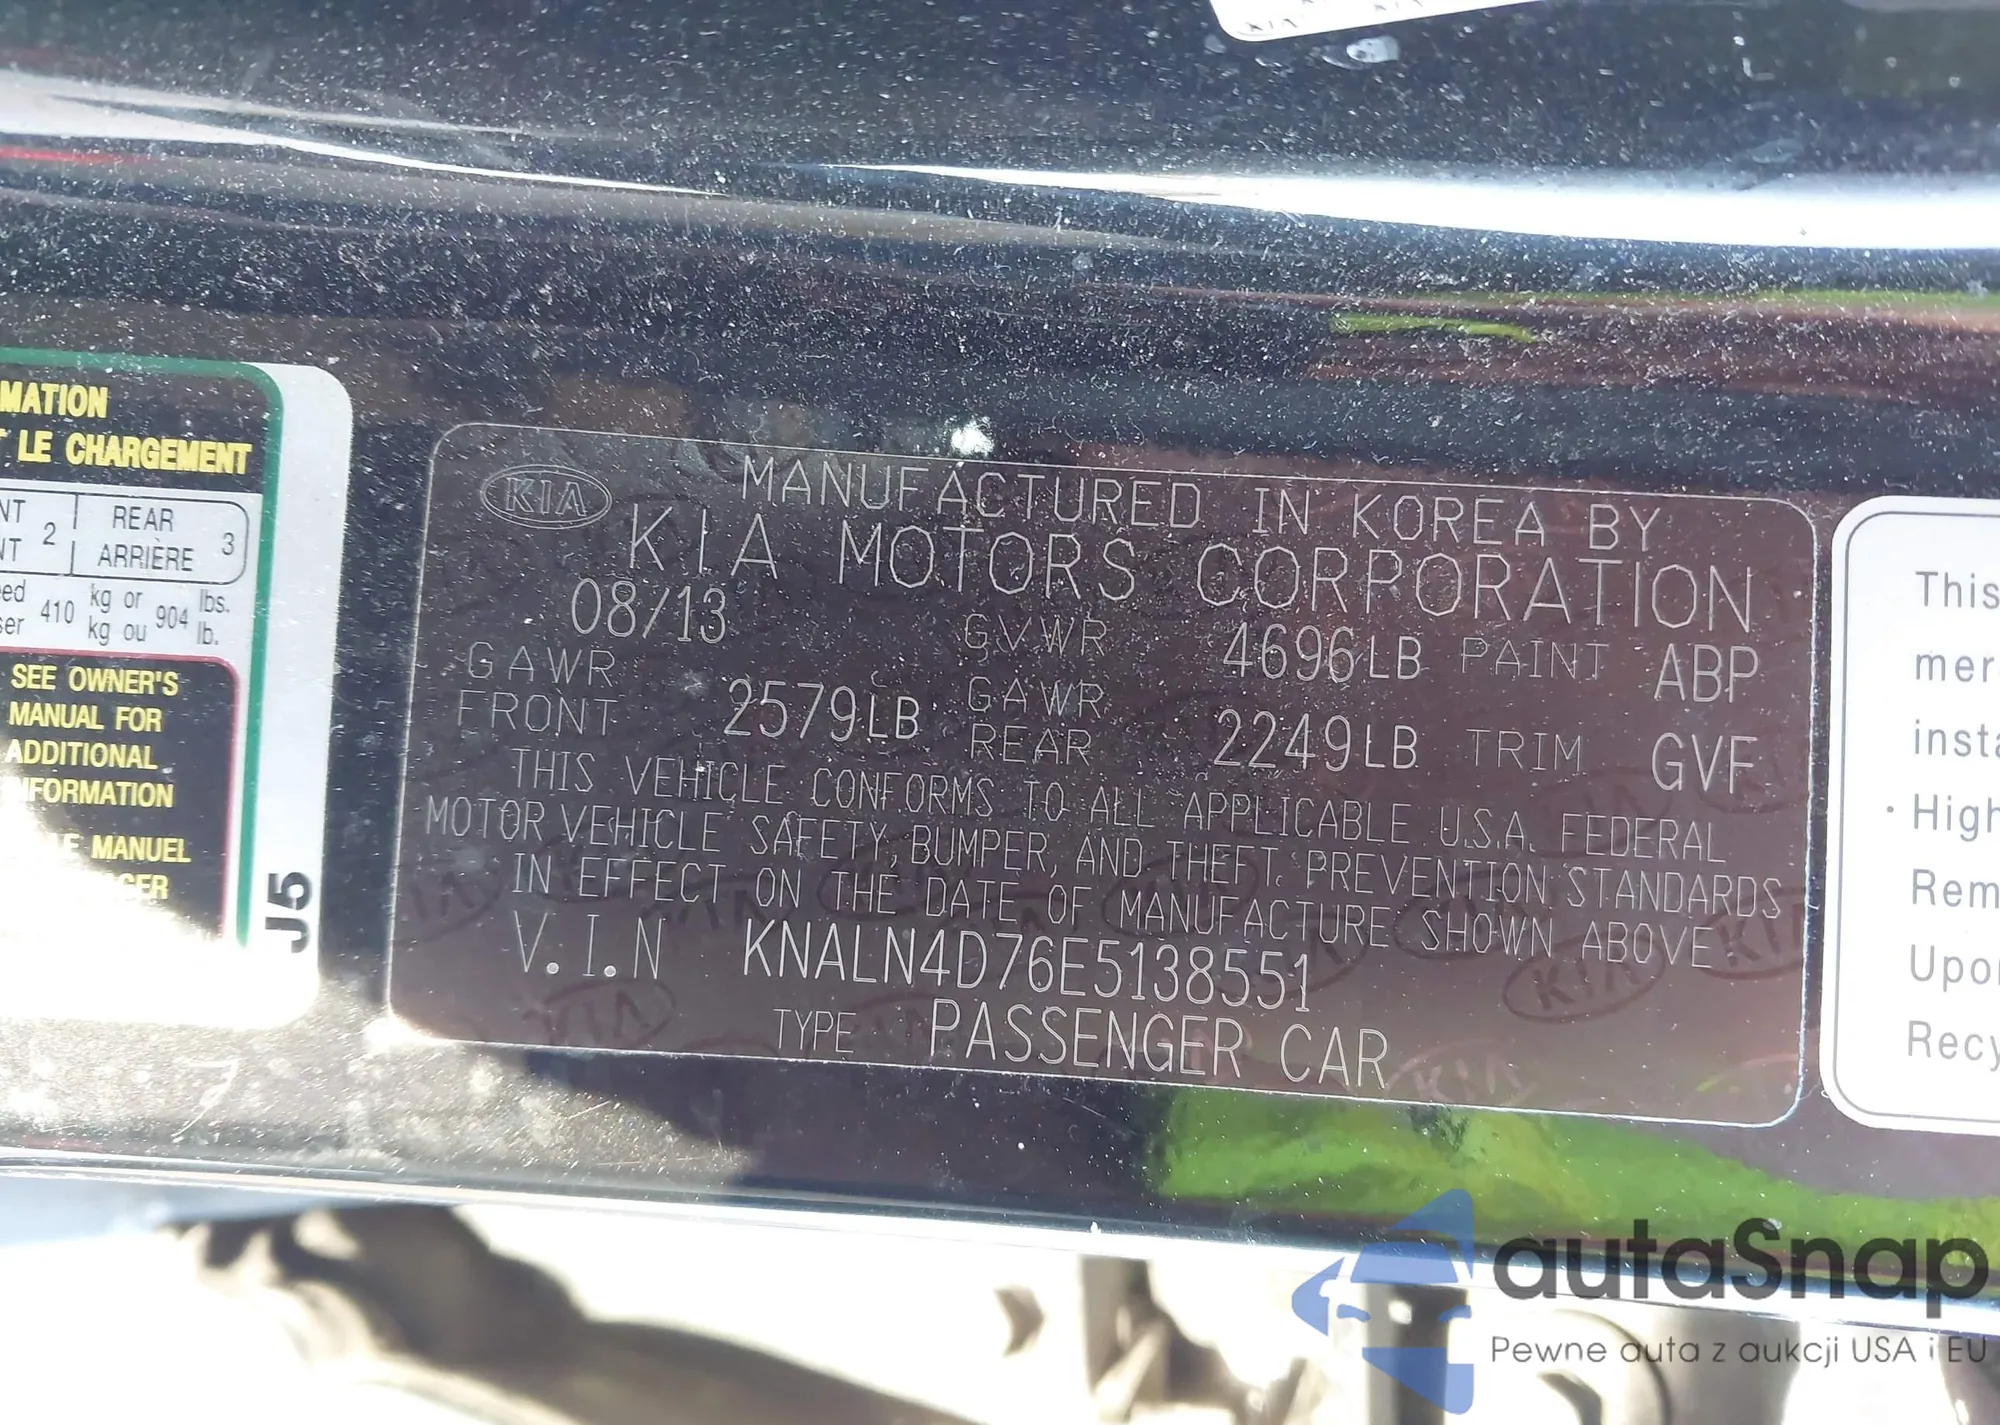 MATION
LE CHARGEMENT
NT 2 REAR 3
NT ARRIÈRE
410 kg or 904 lbs.
kg ou lb.
SEE OWNER'S
MANUAL FOR
ADDITIONAL
FORMATION
MANUEL
J5
KIA
MANUFACTURED IN KOREA BY
KIA MOTORS CORPORATION
08/13 GVWR 4696LB PAINT ABP
GAWR FRONT 2579LB GAWR REAR 2249LB TRIM GVF
THIS VEHICLE CONFORMS TO ALL APPLICABLE U.S.A. FEDERAL
MOTOR VEHICLE SAFETY, BUMPER, AND THEFT PREVENTION STANDARDS
IN EFFECT ON THE DATE OF MANUFACTURE SHOWN ABOVE
V.I.N KNALN4D76E5138551
TYPE PASSENGER CAR
This
mer
insta
· High
Rem
Upo
Recy
autaSnap
Pewne auta z aukcji USA i EU